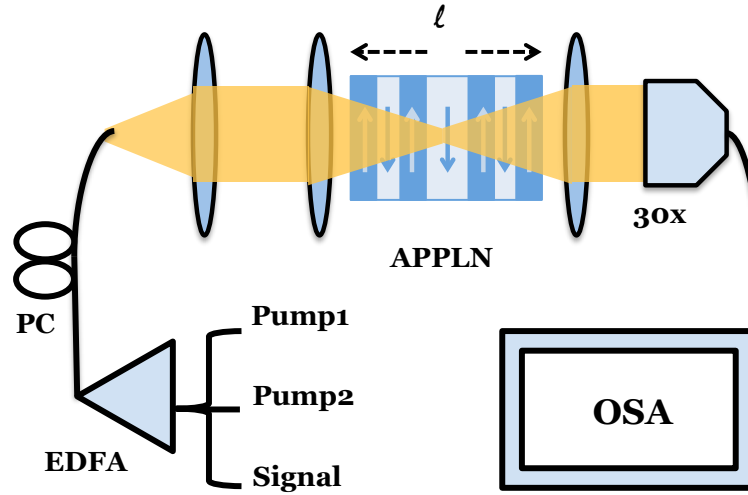 ℓ
30x
APPLN
PC
Pump1
Pump2
OSA
EDFA
Signal